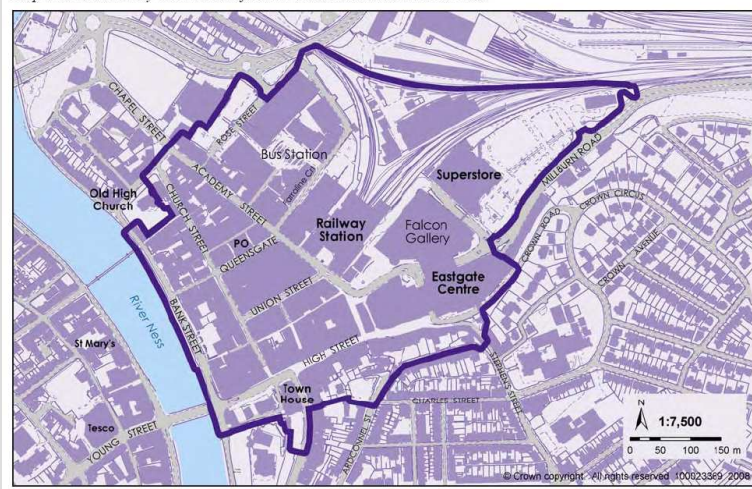 CHAPEL STREET
ROSE STREET
Bus Station
ACADEMY STREET
Farraline
Superstore
MILLBURN ROAD
Old High
Church
CHURCH STREET
Railway
Station
Falcon
Gallery
CROWN ROAD
CROWN CIRCUS
CROWN AVENUE
PO
QUEENSGATE
Eastgate
Centre
UNION STREET
BANK STREET
River Ness
HIGH STREET
St Mary's
STEPHENS STREET
Town
House
CHARLES STREET
ARDCONNEL ST
Tesco
YOUNG STREET
N
1:7,500
0 50 100 150 m
© Crown copyright. All rights reserved 100023369 2008